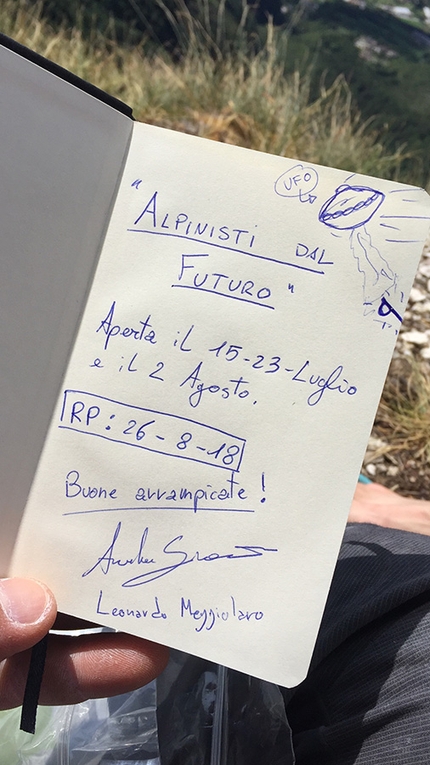 UFO
"ALPINISTI DAL
FUTURO"
Aperta il 15-23-Luglio
e il 2 Agosto.
RP: 26-8-18
Buone arrampicate!
Leonardo Meggiolaro